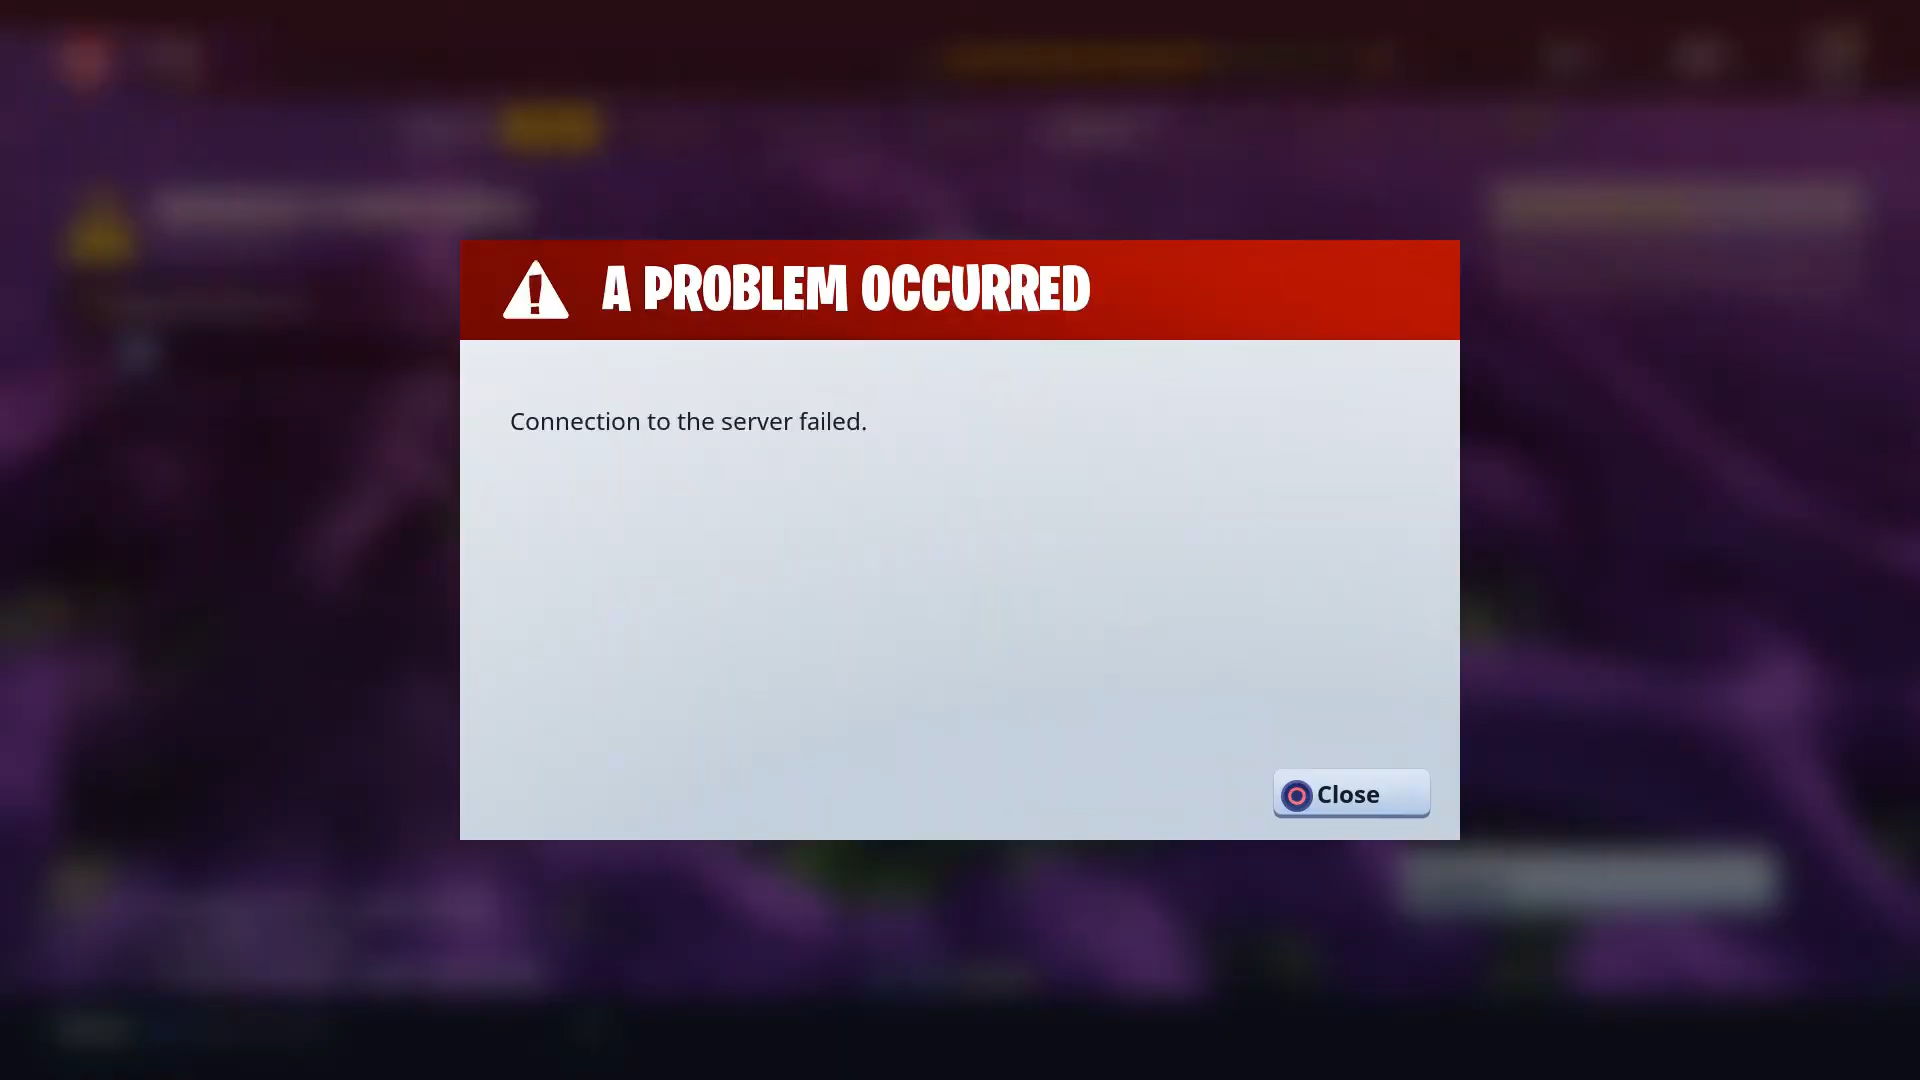 A PROBLEM OCCURRED
Connection to the server failed.
Close